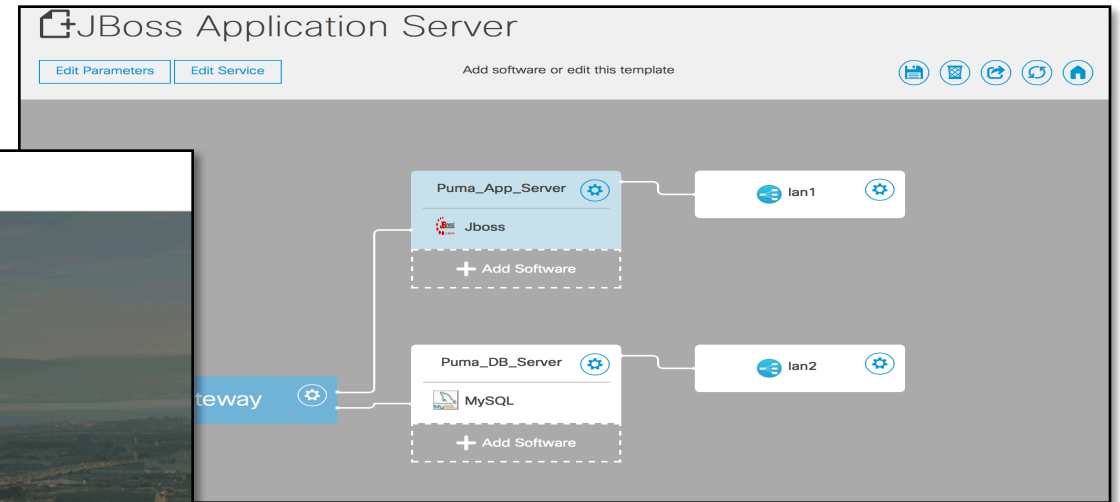 JBoss Application Server
Edit Parameters
Edit Service
Add software or edit this template
Puma_App_Server
lan1
Jboss
Add Software
Puma_DB_Server
lan2
teway
MySQL
Add Software